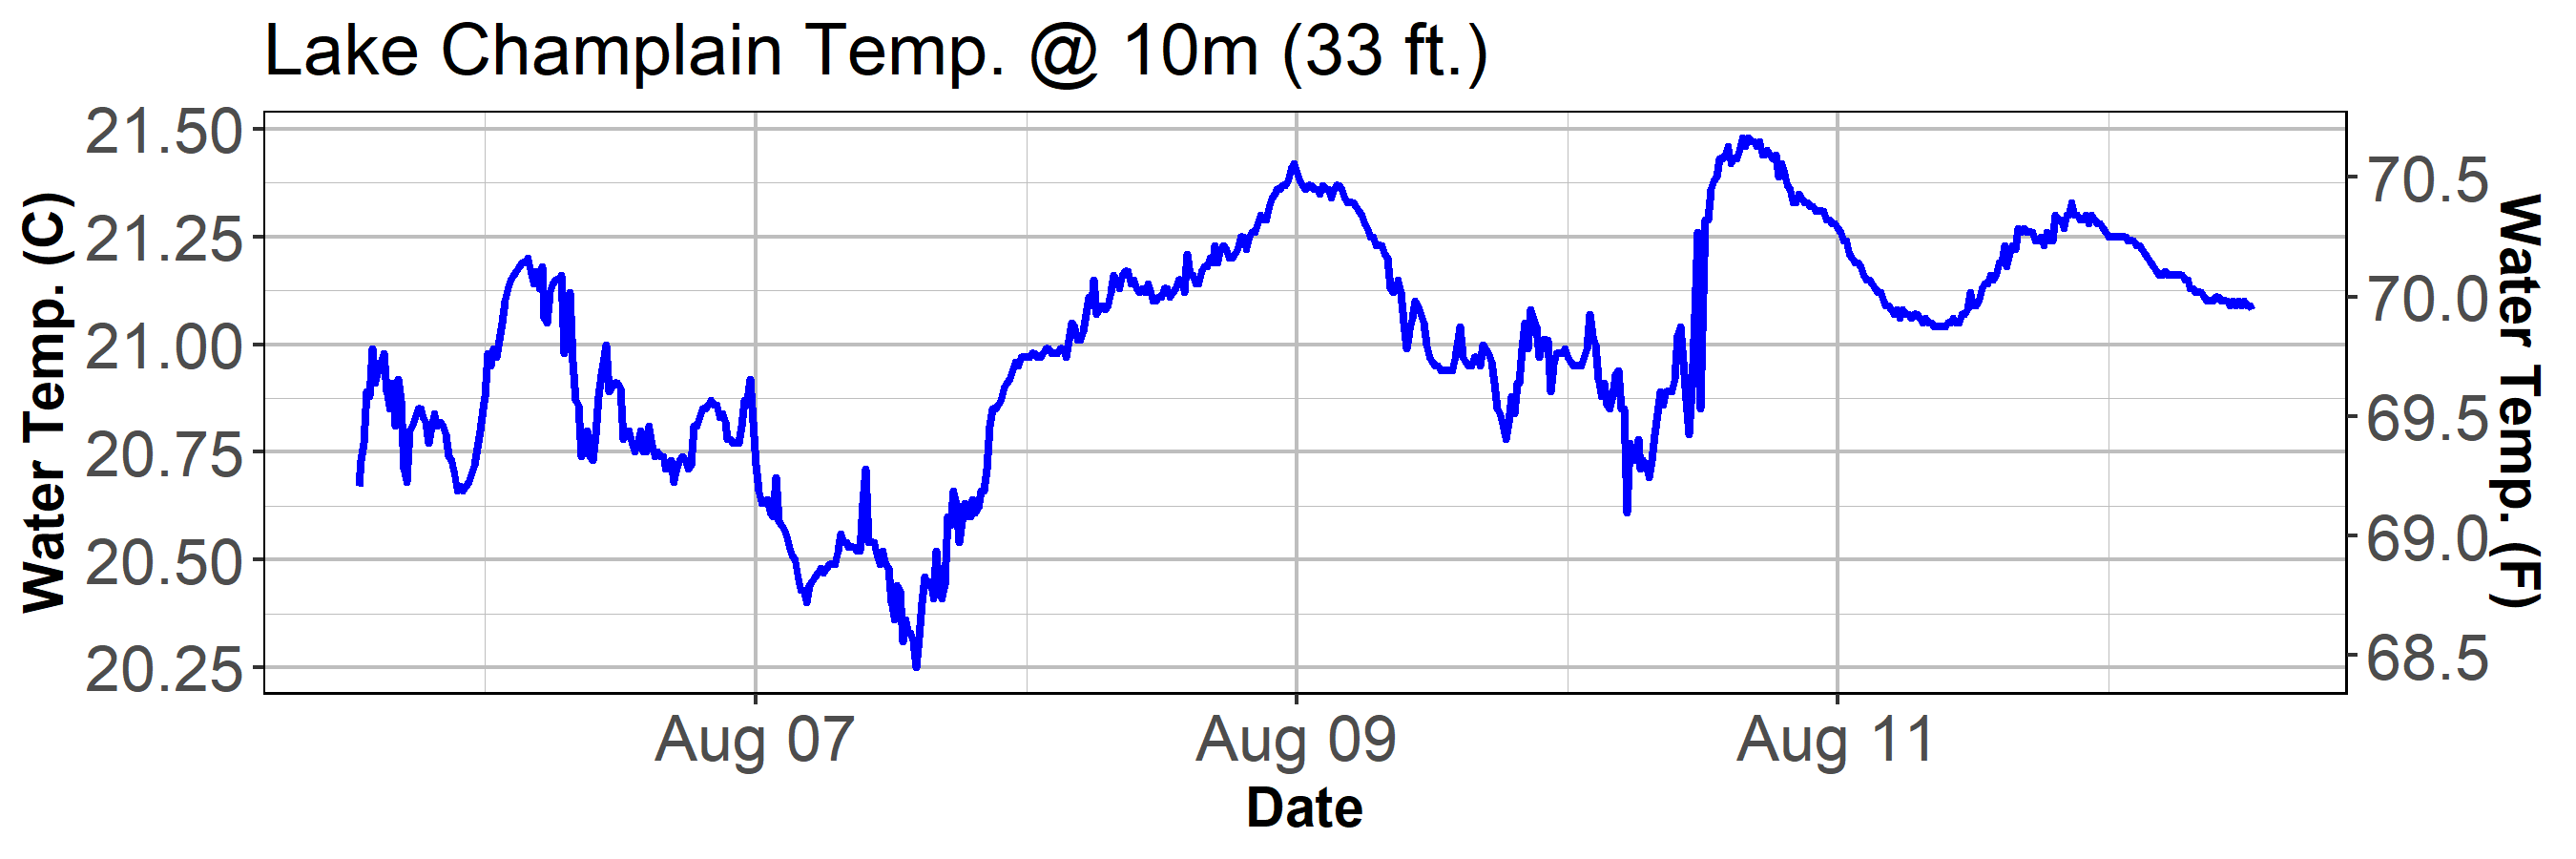 Lake Champlain Temp. @ 10m (33 ft.)
Water Temp. (C)
21.50
21.25
21.00
20.75
20.50
20.25
70.5
70.0
69.5
69.0
68.5
Water Temp. (F)
Aug 07
Aug 09
Aug 11
Date